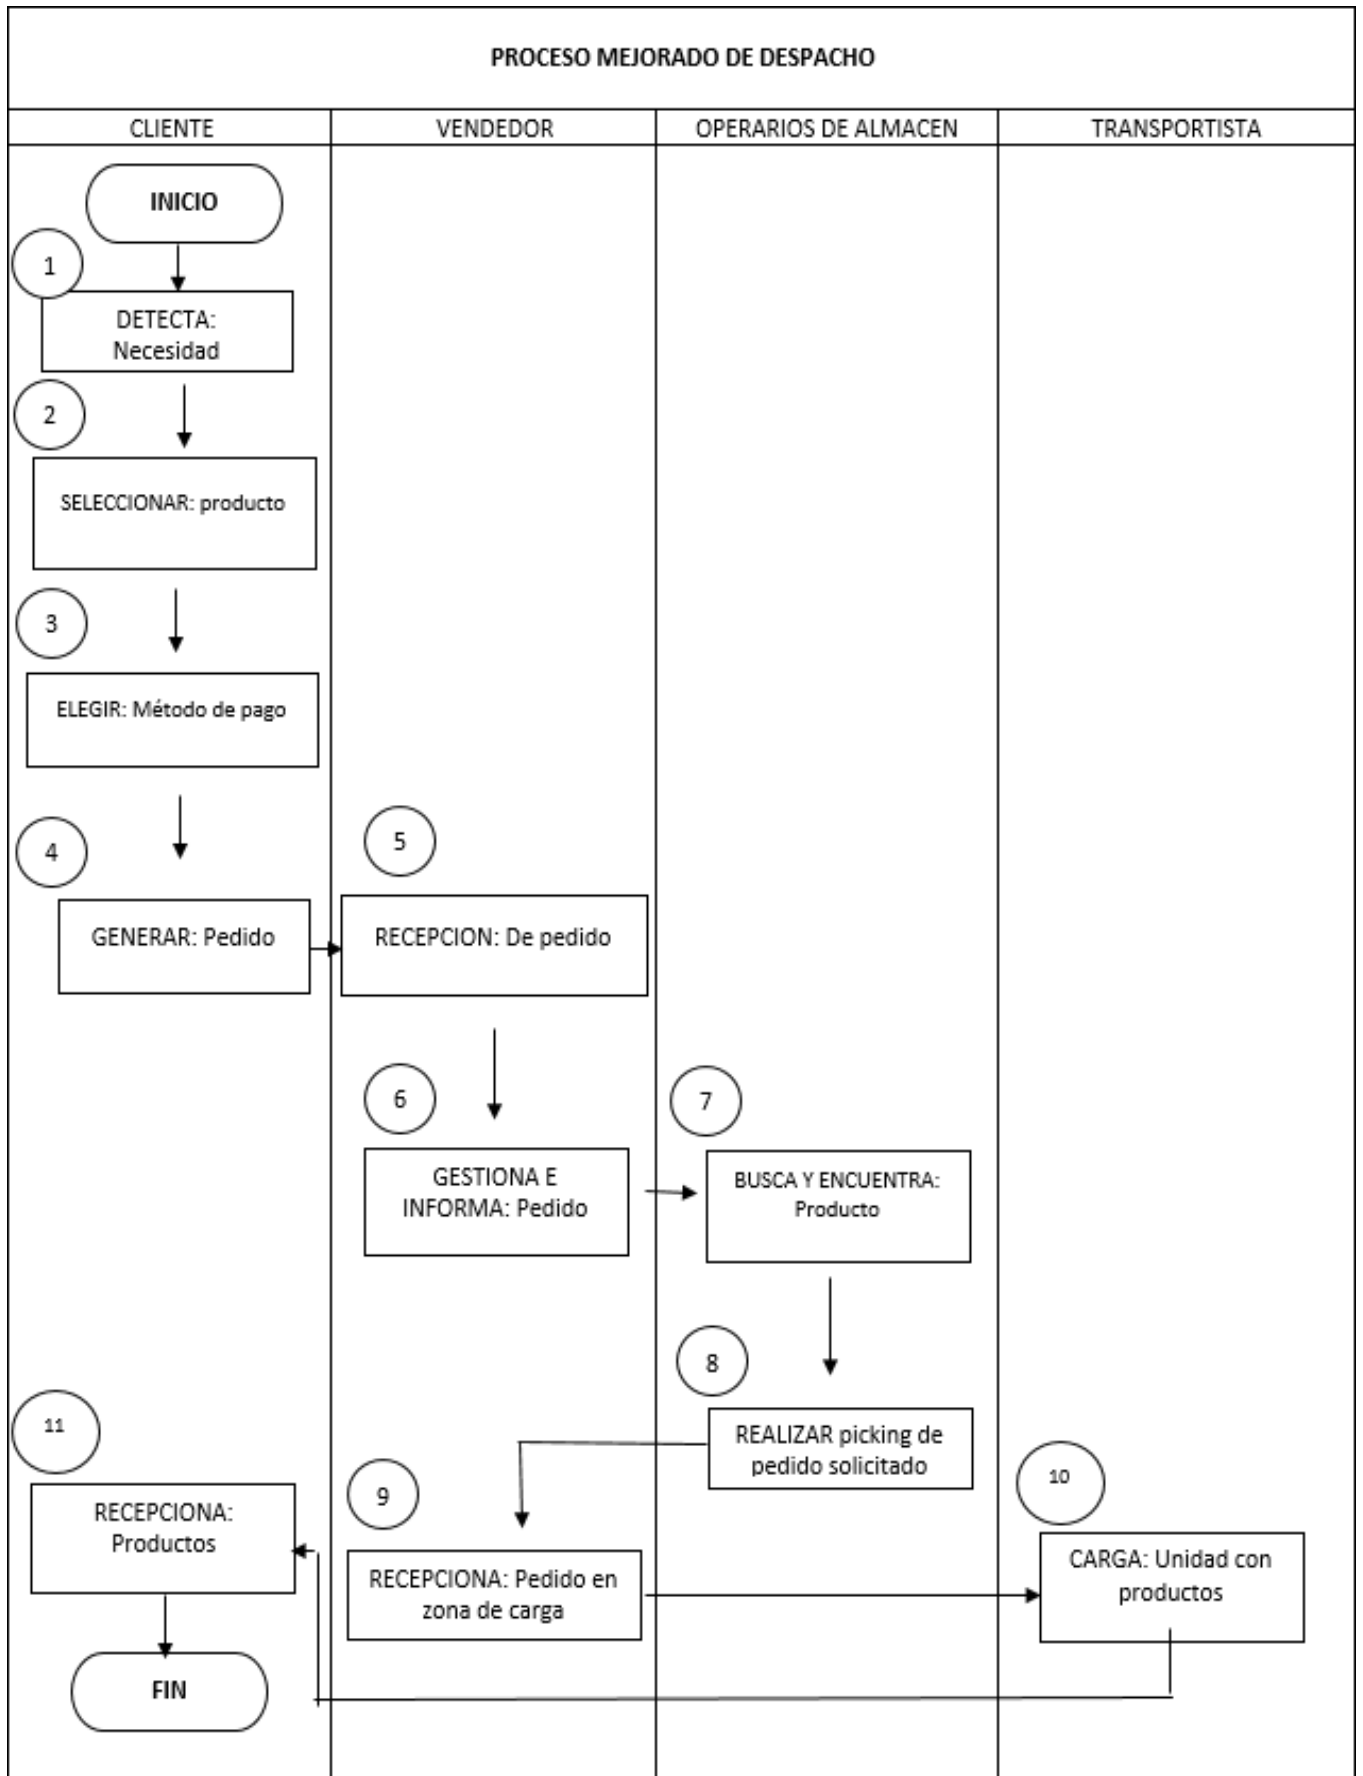 PROCESO MEJORADO DE DESPACHO
CLIENTE
VENDEDOR
OPERARIOS DE ALMACEN
TRANSPORTISTA
INICIO
1
DETECTA:
Necesidad
2
SELECCIONAR: producto
3
ELEGIR: Método de pago
4
GENERAR: Pedido
5
RECEPCION: De pedido
6
GESTIONA E
INFORMA: Pedido
7
BUSCA Y ENCUENTRA:
Producto
8
REALIZAR picking de
pedido solicitado
9
RECEPCIONA: Pedido en
zona de carga
10
CARGA: Unidad con
productos
11
RECEPCIONA:
Productos
FIN